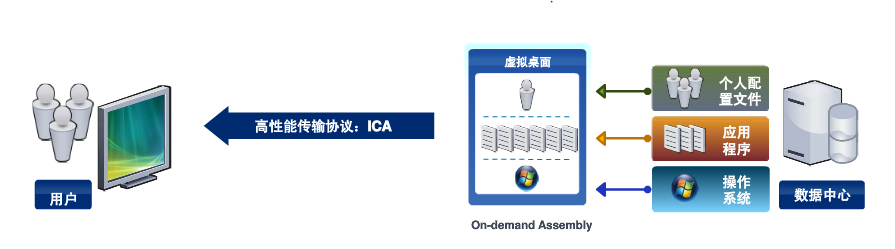 虚拟桌面
个人配
置文件
高性能传输协议：ICA
应用
程序
操作
系统
用户
数据中心
On-demand Assembly